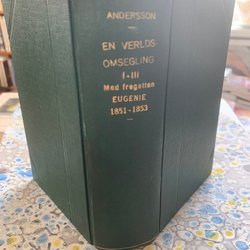 ANDERSSON
EN VERLDS
OMSEGLING
I-III
Med fregatten
EUGENIE
1851-1853